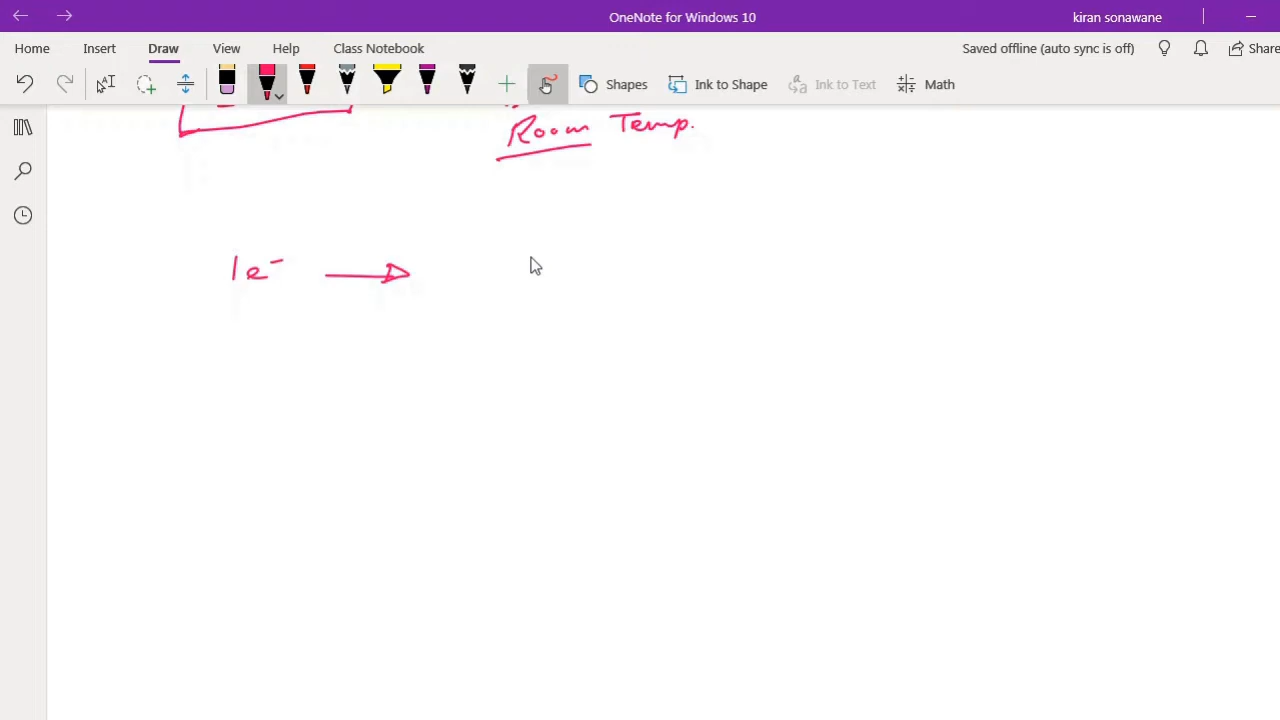 OneNote for Windows 10
kiran sonawane
Home Insert Draw View Help Class Notebook
Saved offline (auto sync is off) Share
Shapes Ink to Shape Ink to Text Math
Room Temp.
1e⁻